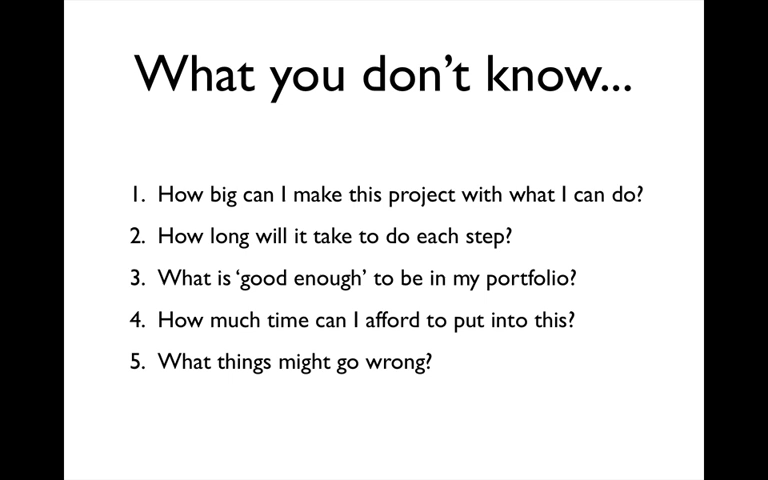 What you don’t know...
1. How big can I make this project with what I can do?
2. How long will it take to do each step?
3. What is ‘good enough’ to be in my portfolio?
4. How much time can I afford to put into this?
5. What things might go wrong?